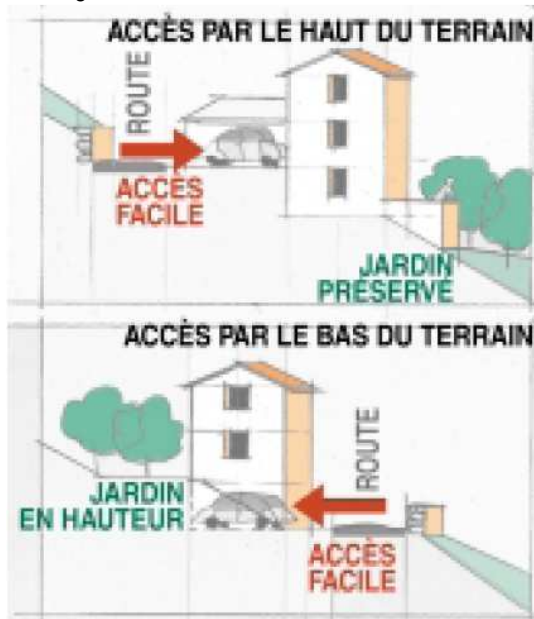 ACCÈS PAR LE HAUT DU TERRAIN
ROUTE
ACCÈS
FACILE
JARDIN
PRÉSERVÉ
ACCÈS PAR LE BAS DU TERRAIN
ROUTE
JARDIN
EN HAUTEUR
ACCÈS
FACILE